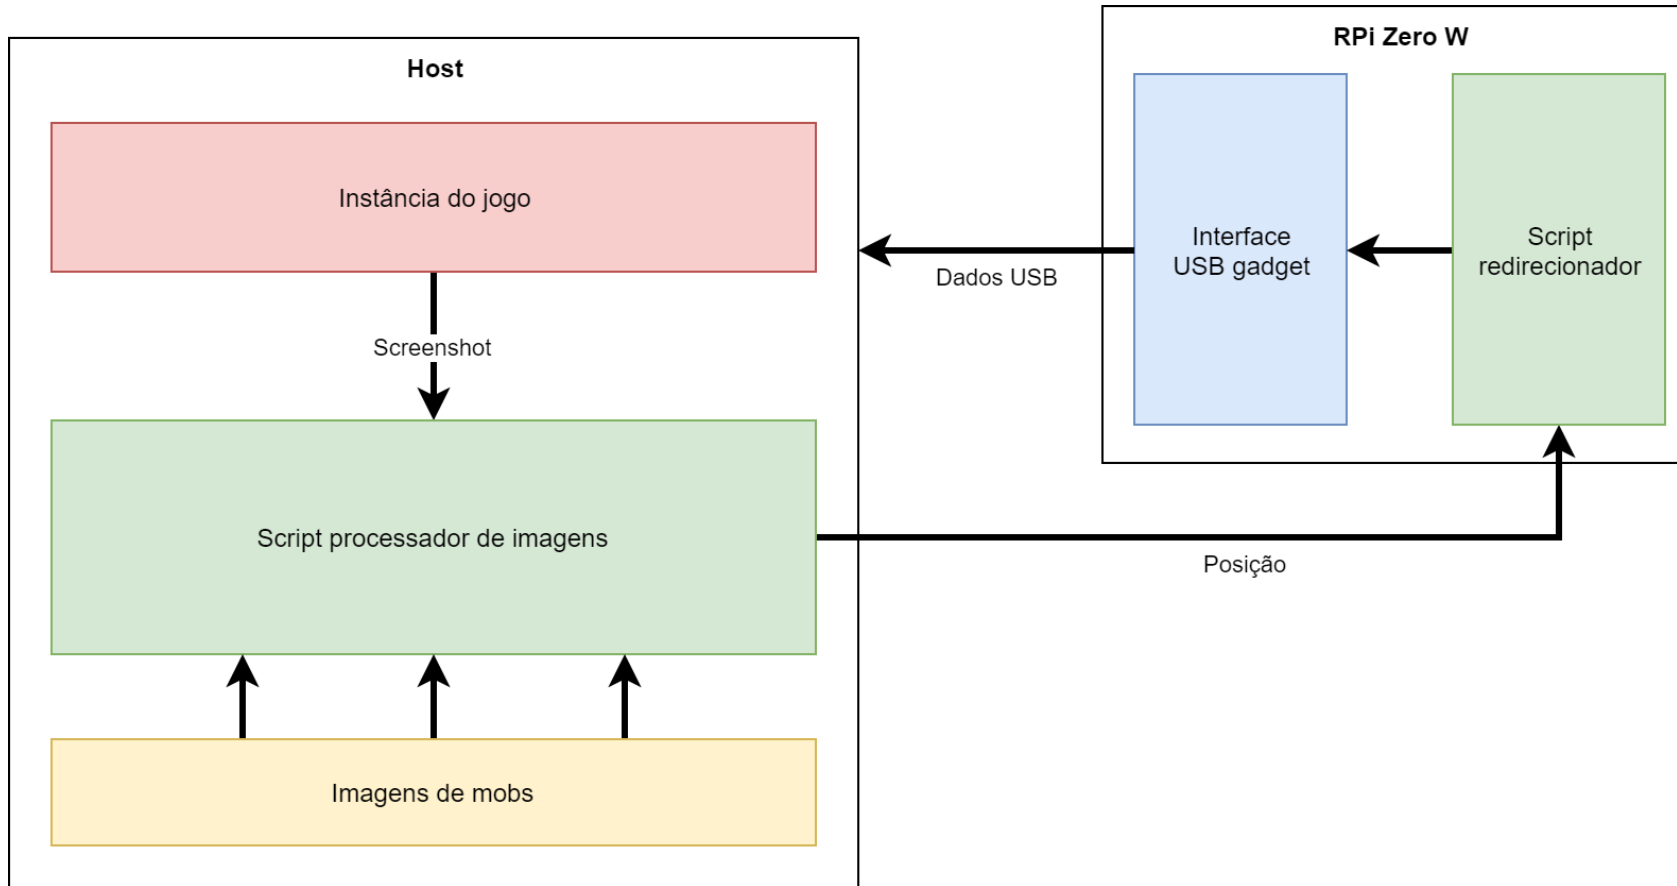 Host
Instância do jogo
Screenshot
Script processador de imagens
Imagens de mobs
RPi Zero W
Interface
USB gadget
Script
redirecionador
Dados USB
Posição